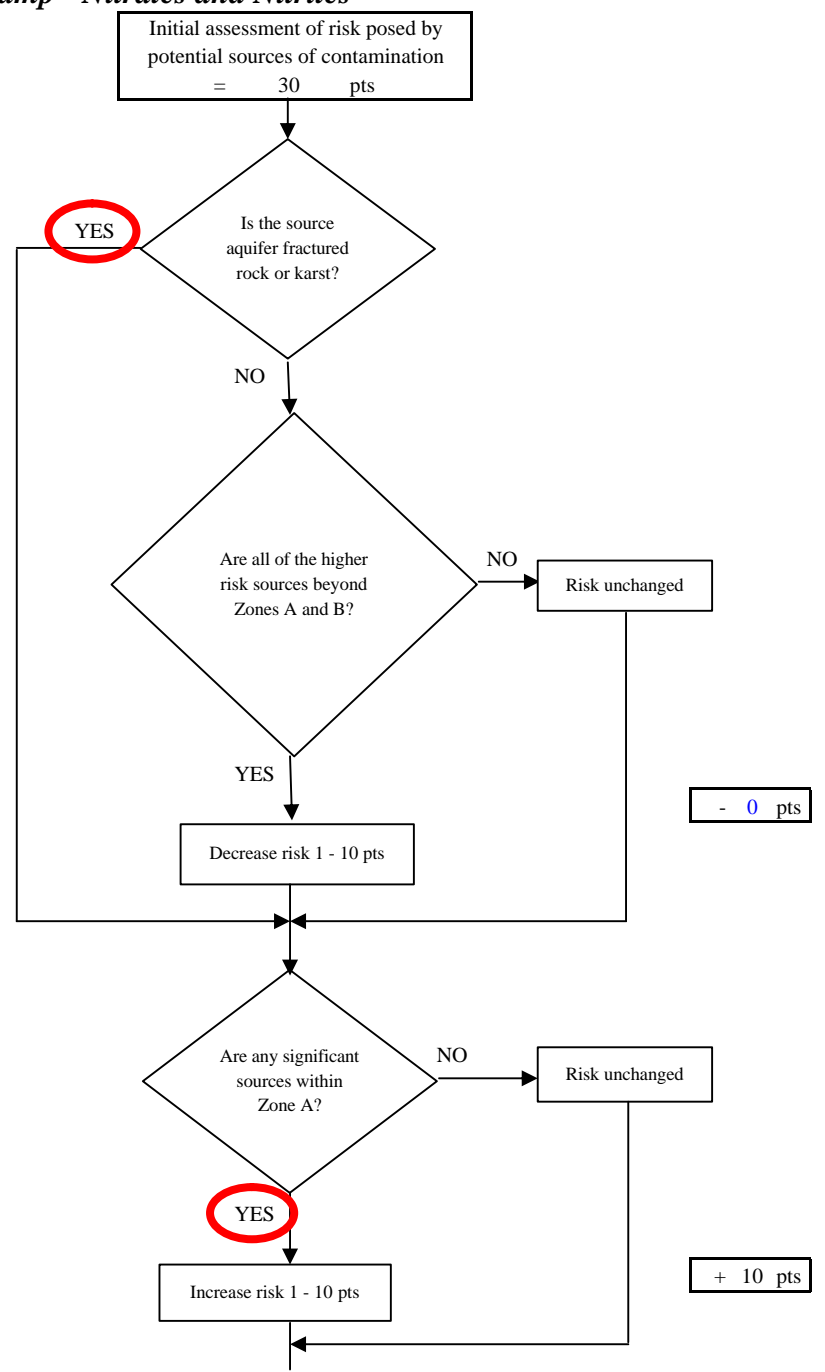 Nitrates and Nitrites
Initial assessment of risk posed by
potential sources of contamination
= 30 pts
YES
Is the source
aquifer fractured
rock or karst?
NO
Are all of the higher
risk sources beyond
Zones A and B?
NO
Risk unchanged
YES
- 0 pts
Decrease risk 1 - 10 pts
Are any significant
sources within
Zone A?
NO
Risk unchanged
YES
+ 10 pts
Increase risk 1 - 10 pts